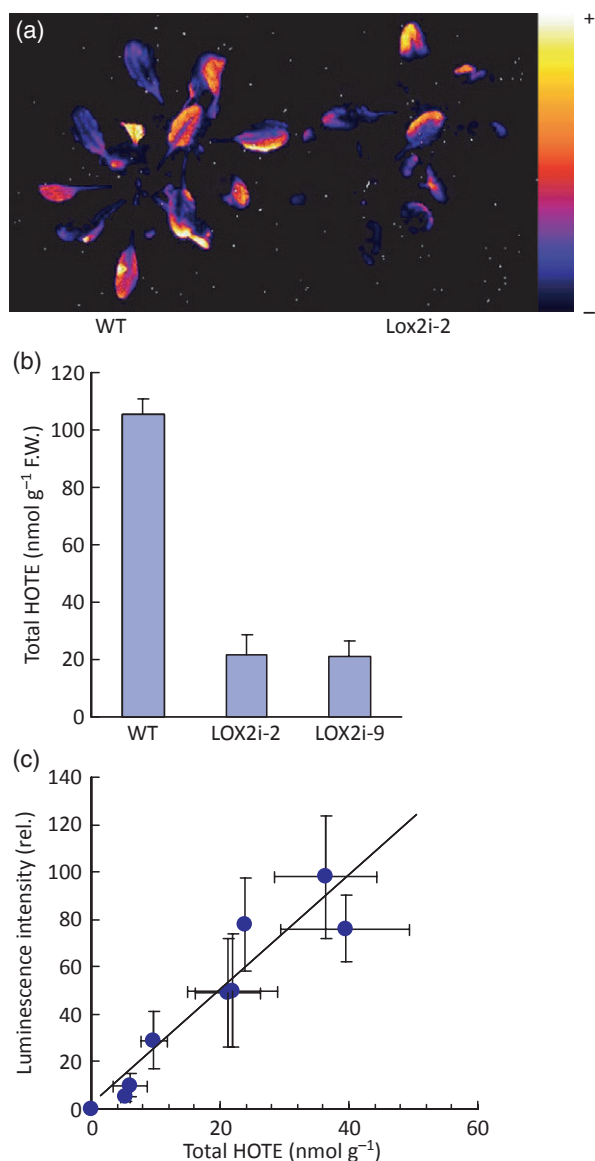 (a)
+
–
WT Lox2i-2
(b)
Total HOTE (nmol g⁻¹ F.W.)
120
100
80
60
40
20
0
WT LOX2i-2 LOX2i-9
(c)
Luminescence intensity (rel.)
140
120
100
80
60
40
20
0
0 20 40 60
Total HOTE (nmol g⁻¹)